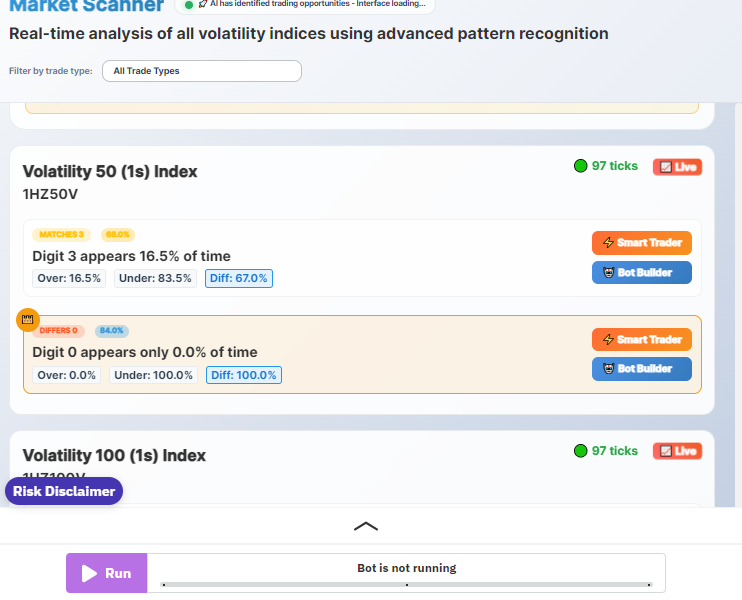 Market Scanner
AI has identified trading opportunities - Interface loading...
Real-time analysis of all volatility indices using advanced pattern recognition
Filter by trade type:
All Trade Types
Volatility 50 (1s) Index
97 ticks
Live
1HZ50V
MATCHES 3
68.0%
Smart Trader
Digit 3 appears 16.5% of time
Over: 16.5%
Under: 83.5%
Diff: 67.0%
Bot Builder
DIFFERS 0
84.0%
Smart Trader
Digit 0 appears only 0.0% of time
Over: 0.0%
Under: 100.0%
Diff: 100.0%
Bot Builder
Volatility 100 (1s) Index
97 ticks
Live
1HZ100V
Risk Disclaimer
Run
Bot is not running